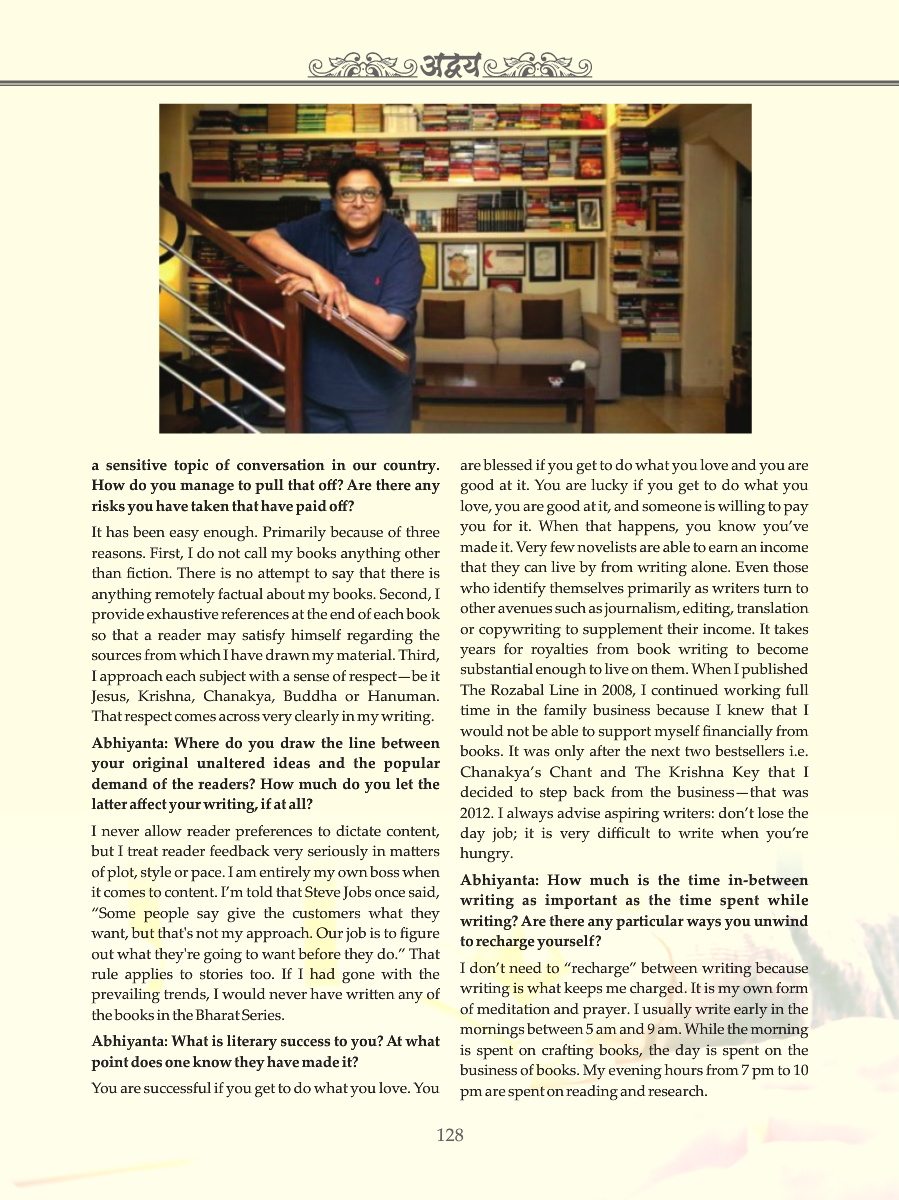 अद्वय
a sensitive topic of conversation in our country.
How do you manage to pull that off? Are there any
risks you have taken that have paid off?
It has been easy enough. Primarily because of three
reasons. First, I do not call my books anything other
than fiction. There is no attempt to say that there is
anything remotely factual about my books. Second, I
provide exhaustive references at the end of each book
so that a reader may satisfy himself regarding the
sources from which I have drawn my material. Third,
I approach each subject with a sense of respect—be it
Jesus, Krishna, Chanakya, Buddha or Hanuman.
That respect comes across very clearly in my writing.
Abhiyanta: Where do you draw the line between
your original unaltered ideas and the popular
demand of the readers? How much do you let the
latter affect your writing, if at all?
I never allow reader preferences to dictate content,
but I treat reader feedback very seriously in matters
of plot, style or pace. I am entirely my own boss when
it comes to content. I’m told that Steve Jobs once said,
“Some people say give the customers what they
want, but that's not my approach. Our job is to figure
out what they're going to want before they do.” That
rule applies to stories too. If I had gone with the
prevailing trends, I would never have written any of
the books in the Bharat Series.
Abhiyanta: What is literary success to you? At what
point does one know they have made it?
You are successful if you get to do what you love. You
are blessed if you get to do what you love and you are
good at it. You are lucky if you get to do what you
love, you are good at it, and someone is willing to pay
you for it. When that happens, you know you’ve
made it. Very few novelists are able to earn an income
that they can live by from writing alone. Even those
who identify themselves primarily as writers turn to
other avenues such as journalism, editing, translation
or copywriting to supplement their income. It takes
years for royalties from book writing to become
substantial enough to live on them. When I published
The Rozabal Line in 2008, I continued working full
time in the family business because I knew that I
would not be able to support myself financially from
books. It was only after the next two bestsellers i.e.
Chanakya’s Chant and The Krishna Key that I
decided to step back from the business—that was
2012. I always advise aspiring writers: don’t lose the
day job; it is very difficult to write when you’re
hungry.
Abhiyanta: How much is the time in-between
writing as important as the time spent while
writing? Are there any particular ways you unwind
to recharge yourself?
I don’t need to “recharge” between writing because
writing is what keeps me charged. It is my own form
of meditation and prayer. I usually write early in the
mornings between 5 am and 9 am. While the morning
is spent on crafting books, the day is spent on the
business of books. My evening hours from 7 pm to 10
pm are spent on reading and research.
128